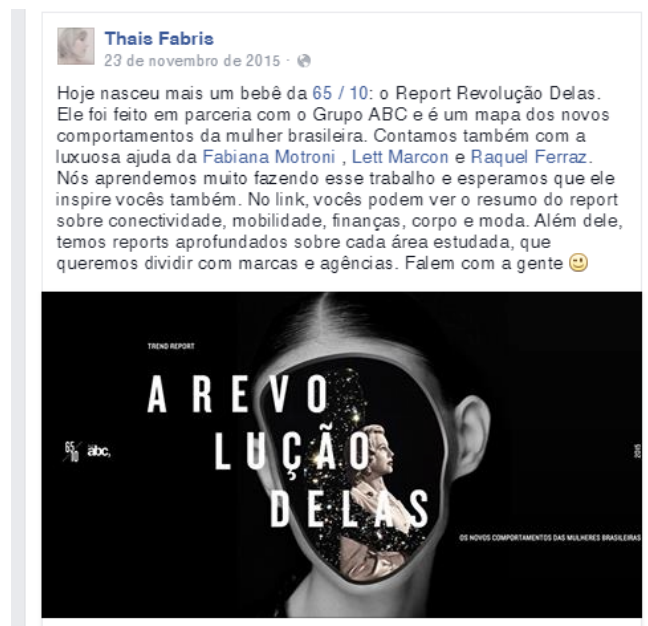 Thais Fabris
23 de novembro de 2015 ·
Hoje nasceu mais um bebê da 65 / 10: o Report Revolução Delas.
Ele foi feito em parceria com o Grupo ABC e é um mapa dos novos
comportamentos da mulher brasileira. Contamos também com a
luxuosa ajuda da Fabiana Motroni , Lett Marcon e Raquel Ferraz.
Nós aprendemos muito fazendo esse trabalho e esperamos que ele
inspire vocês também. No link, vocês podem ver o resumo do report
sobre conectividade, mobilidade, finanças, corpo e moda. Além dele,
temos reports aprofundados sobre cada área estudada, que
queremos dividir com marcas e agências. Falem com a gente
TREND REPORT
A REVO
LUÇÃO
DELAS
65/10 abc,
2015
OS NOVOS COMPORTAMENTOS DAS MULHERES BRASILEIRAS